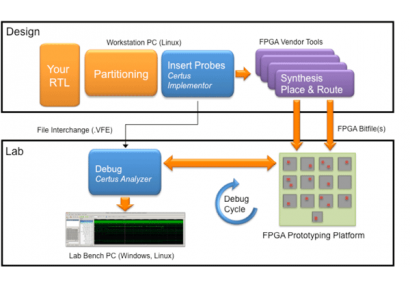 Design
Workstation PC (Linux)
FPGA Vendor Tools
Your
RTL
Partitioning
Insert Probes
Certus
Implementor
Synthesis
Place & Route
File Interchange (.VFE)
FPGA Bitfile(s)
Lab
Debug
Certus Analyzer
Debug
Cycle
FPGA Prototyping Platform
Lab Bench PC (Windows, Linux)